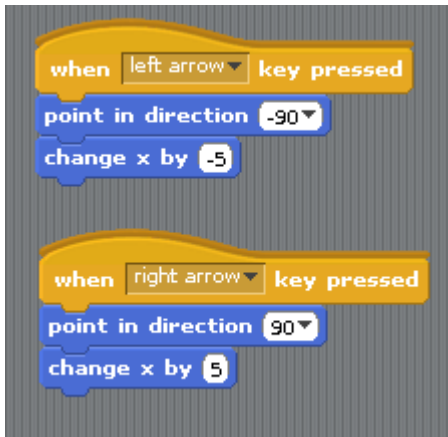 when left arrow key pressed
point in direction -90
change x by -5
when right arrow key pressed
point in direction 90
change x by 5